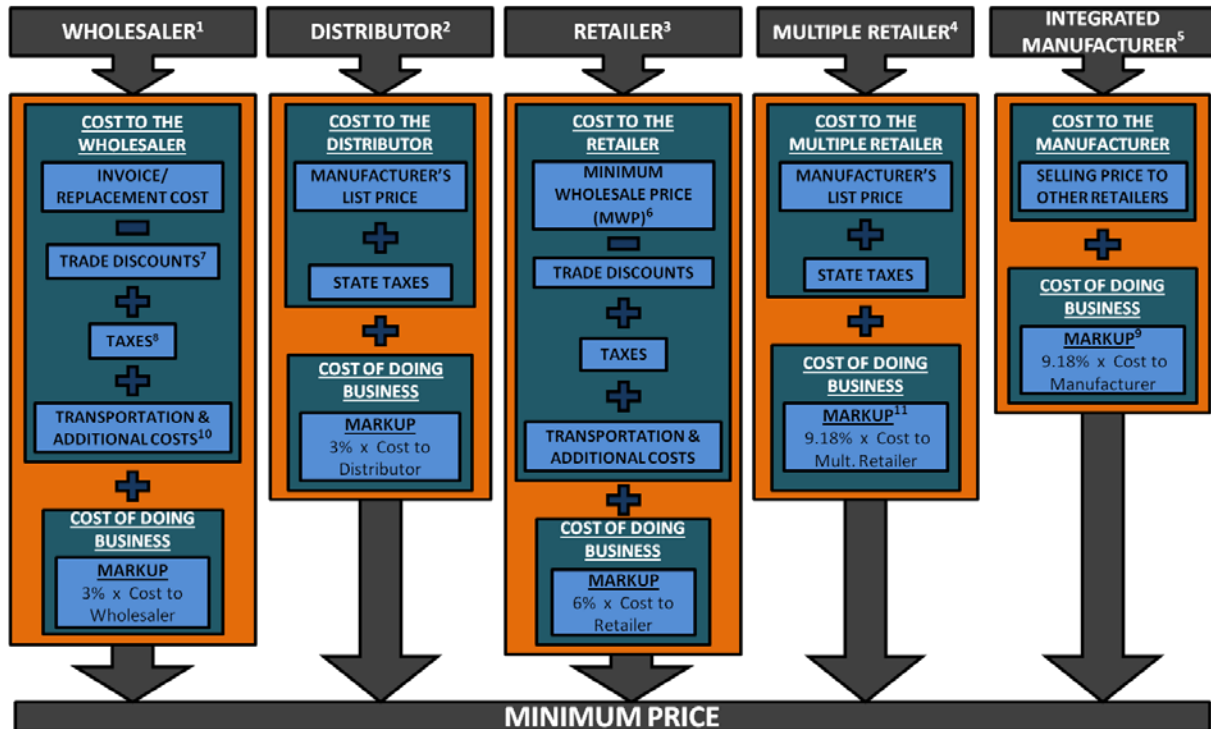 WHOLESALER¹
DISTRIBUTOR²
RETAILER³
MULTIPLE RETAILER⁴
INTEGRATED
MANUFACTURER⁵
COST TO THE
WHOLESALER
INVOICE/
REPLACEMENT COST
TRADE DISCOUNTS⁷
TAXES⁸
TRANSPORTATION &
ADDITIONAL COSTS¹⁰
COST OF DOING
BUSINESS
MARKUP
3% x Cost to
Wholesaler
COST TO THE
DISTRIBUTOR
MANUFACTURER'S
LIST PRICE
STATE TAXES
COST OF DOING
BUSINESS
MARKUP
3% x Cost to
Distributor
COST TO THE
RETAILER
MINIMUM
WHOLESALE PRICE
(MWP)⁶
TRADE DISCOUNTS
TAXES
TRANSPORTATION &
ADDITIONAL COSTS
COST OF DOING
BUSINESS
MARKUP
6% x Cost to
Retailer
COST TO THE
MULTIPLE RETAILER
MANUFACTURER'S
LIST PRICE
STATE TAXES
COST OF DOING
BUSINESS
MARKUP¹¹
9.18% x Cost to
Mult. Retailer
COST TO THE
MANUFACTURER
SELLING PRICE TO
OTHER RETAILERS
COST OF DOING
BUSINESS
MARKUP⁹
9.18% x Cost to
Manufacturer
MINIMUM PRICE